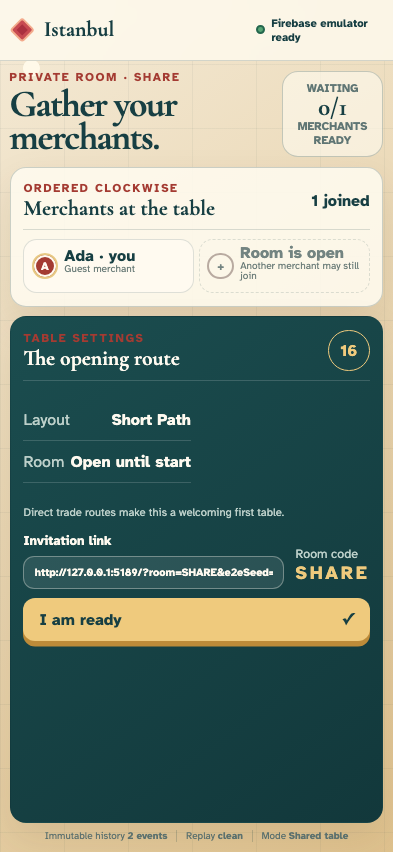 Istanbul
Firebase emulator
ready
PRIVATE ROOM · SHARE
Gather your
merchants.
WAITING
0/1
MERCHANTS
READY
ORDERED CLOCKWISE
Merchants at the table
1 joined
A
Ada · you
Guest merchant
+
Room is open
Another merchant may still
join
TABLE SETTINGS
The opening route
16
Layout
Short Path
Room
Open until start
Direct trade routes make this a welcoming first table.
Invitation link
http://127.0.0.1:5189/?room=SHARE&e2eSeed=
Room code
SHARE
I am ready ✓
Immutable history 2 events
Replay clean
Mode Shared table